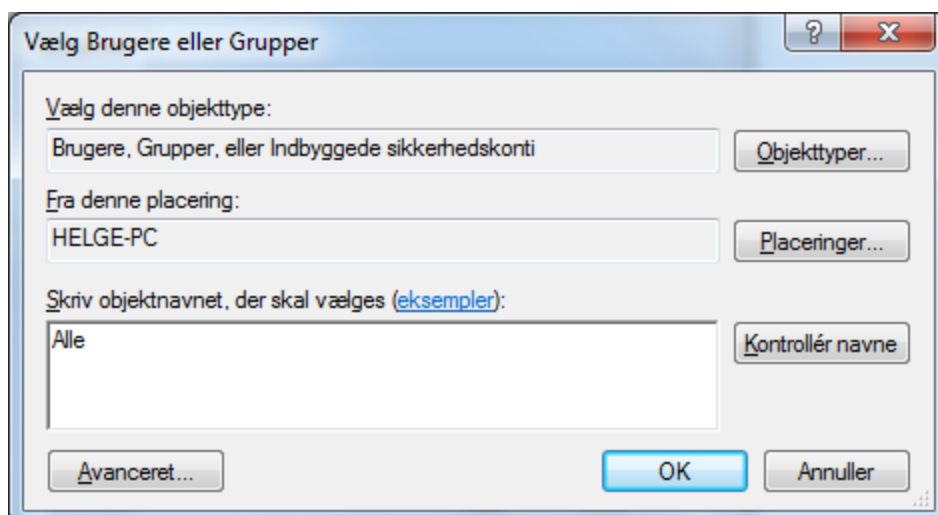 Vælg Brugere eller Grupper
Vælg denne objekttype:
Brugere, Grupper, eller Indbyggede sikkerhedskonti
Objekttyper...
Fra denne placering:
HELGE-PC
Placeringer...
Skriv objektnavnet, der skal vælges (eksempler):
Alle
Kontrollér navne
Avanceret...
OK
Annuller